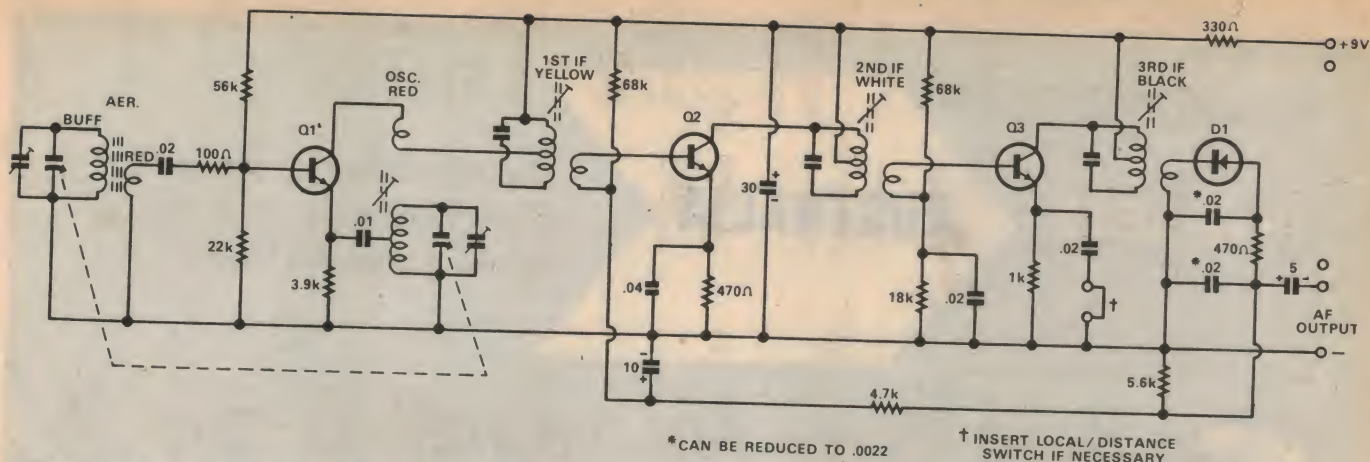 330Ω
+9V
56k
OSC.
RED
1ST IF
YELLOW
68k
2ND IF
WHITE
68k
3RD IF
BLACK
AER.
BUFF
Q1
Q2
Q3
D1
RED
.02
100Ω
*.02
30
+
-
.01
.02
470Ω
22k
3.9k
.04
470Ω
18k
.02
1k
†
*.02
+5-
AF
OUTPUT
-
10
-
+
4.7k
5.6k
*CAN BE REDUCED TO .0022
† INSERT LOCAL/DISTANCE
SWITCH IF NECESSARY